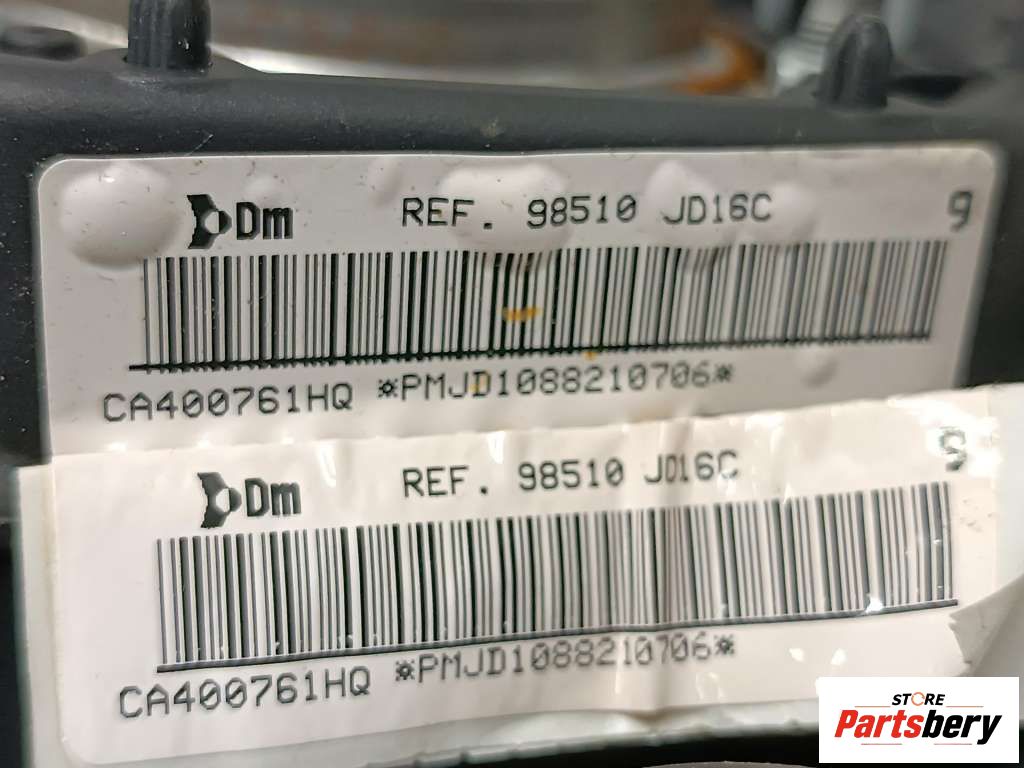 Dm REF. 98510 JD16C 9
CA400761HQ *PMJD1088210706*
Dm REF. 98510 JD16C
CA400761HQ *PMJD1088210706*
STORE
Partsbery